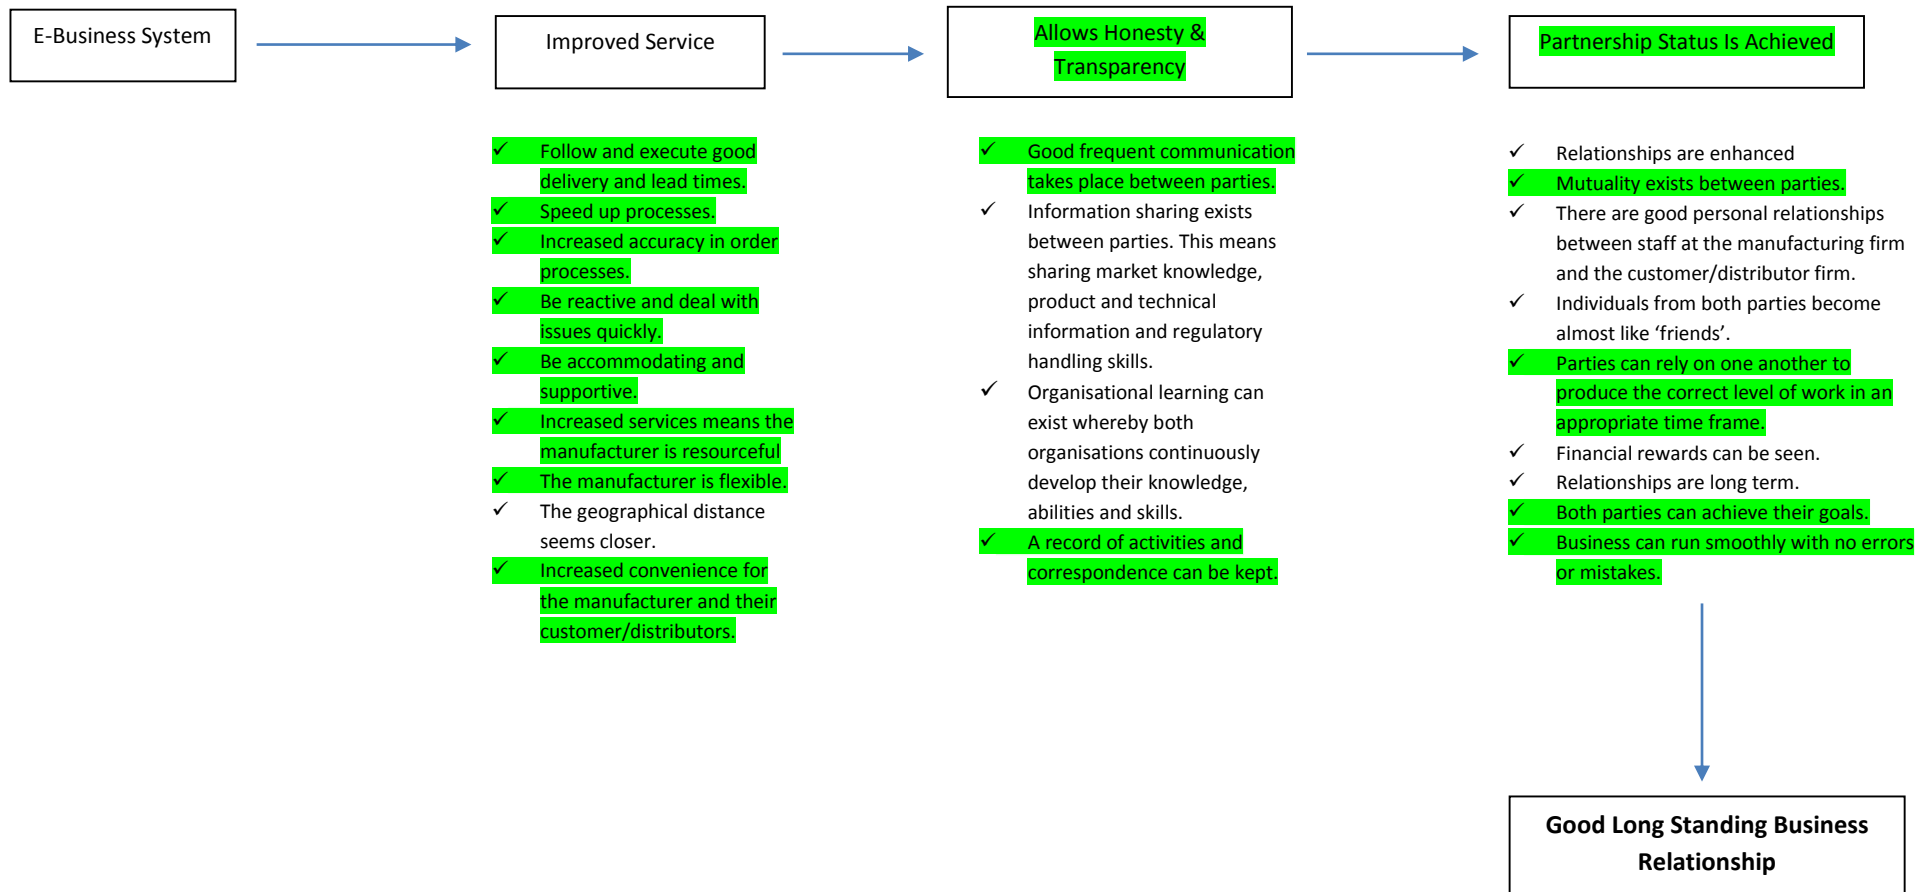 E-Business System
Improved Service
Allows Honesty &
Transparency
Partnership Status Is Achieved
✓ Follow and execute good
delivery and lead times.
✓ Speed up processes.
✓ Increased accuracy in order
processes.
✓ Be reactive and deal with
issues quickly.
✓ Be accommodating and
supportive.
✓ Increased services means the
manufacturer is resourceful
✓ The manufacturer is flexible.
✓ The geographical distance
seems closer.
✓ Increased convenience for
the manufacturer and their
customer/distributors.
✓ Good frequent communication
takes place between parties.
✓ Information sharing exists
between parties. This means
sharing market knowledge,
product and technical
information and regulatory
handling skills.
✓ Organisational learning can
exist whereby both
organisations continuously
develop their knowledge,
abilities and skills.
✓ A record of activities and
correspondence can be kept.
✓ Relationships are enhanced
✓ Mutuality exists between parties.
✓ There are good personal relationships
between staff at the manufacturing firm
and the customer/distributor firm.
✓ Individuals from both parties become
almost like ‘friends’.
✓ Parties can rely on one another to
produce the correct level of work in an
appropriate time frame.
✓ Financial rewards can be seen.
✓ Relationships are long term.
✓ Both parties can achieve their goals.
✓ Business can run smoothly with no errors
or mistakes.
Good Long Standing Business
Relationship